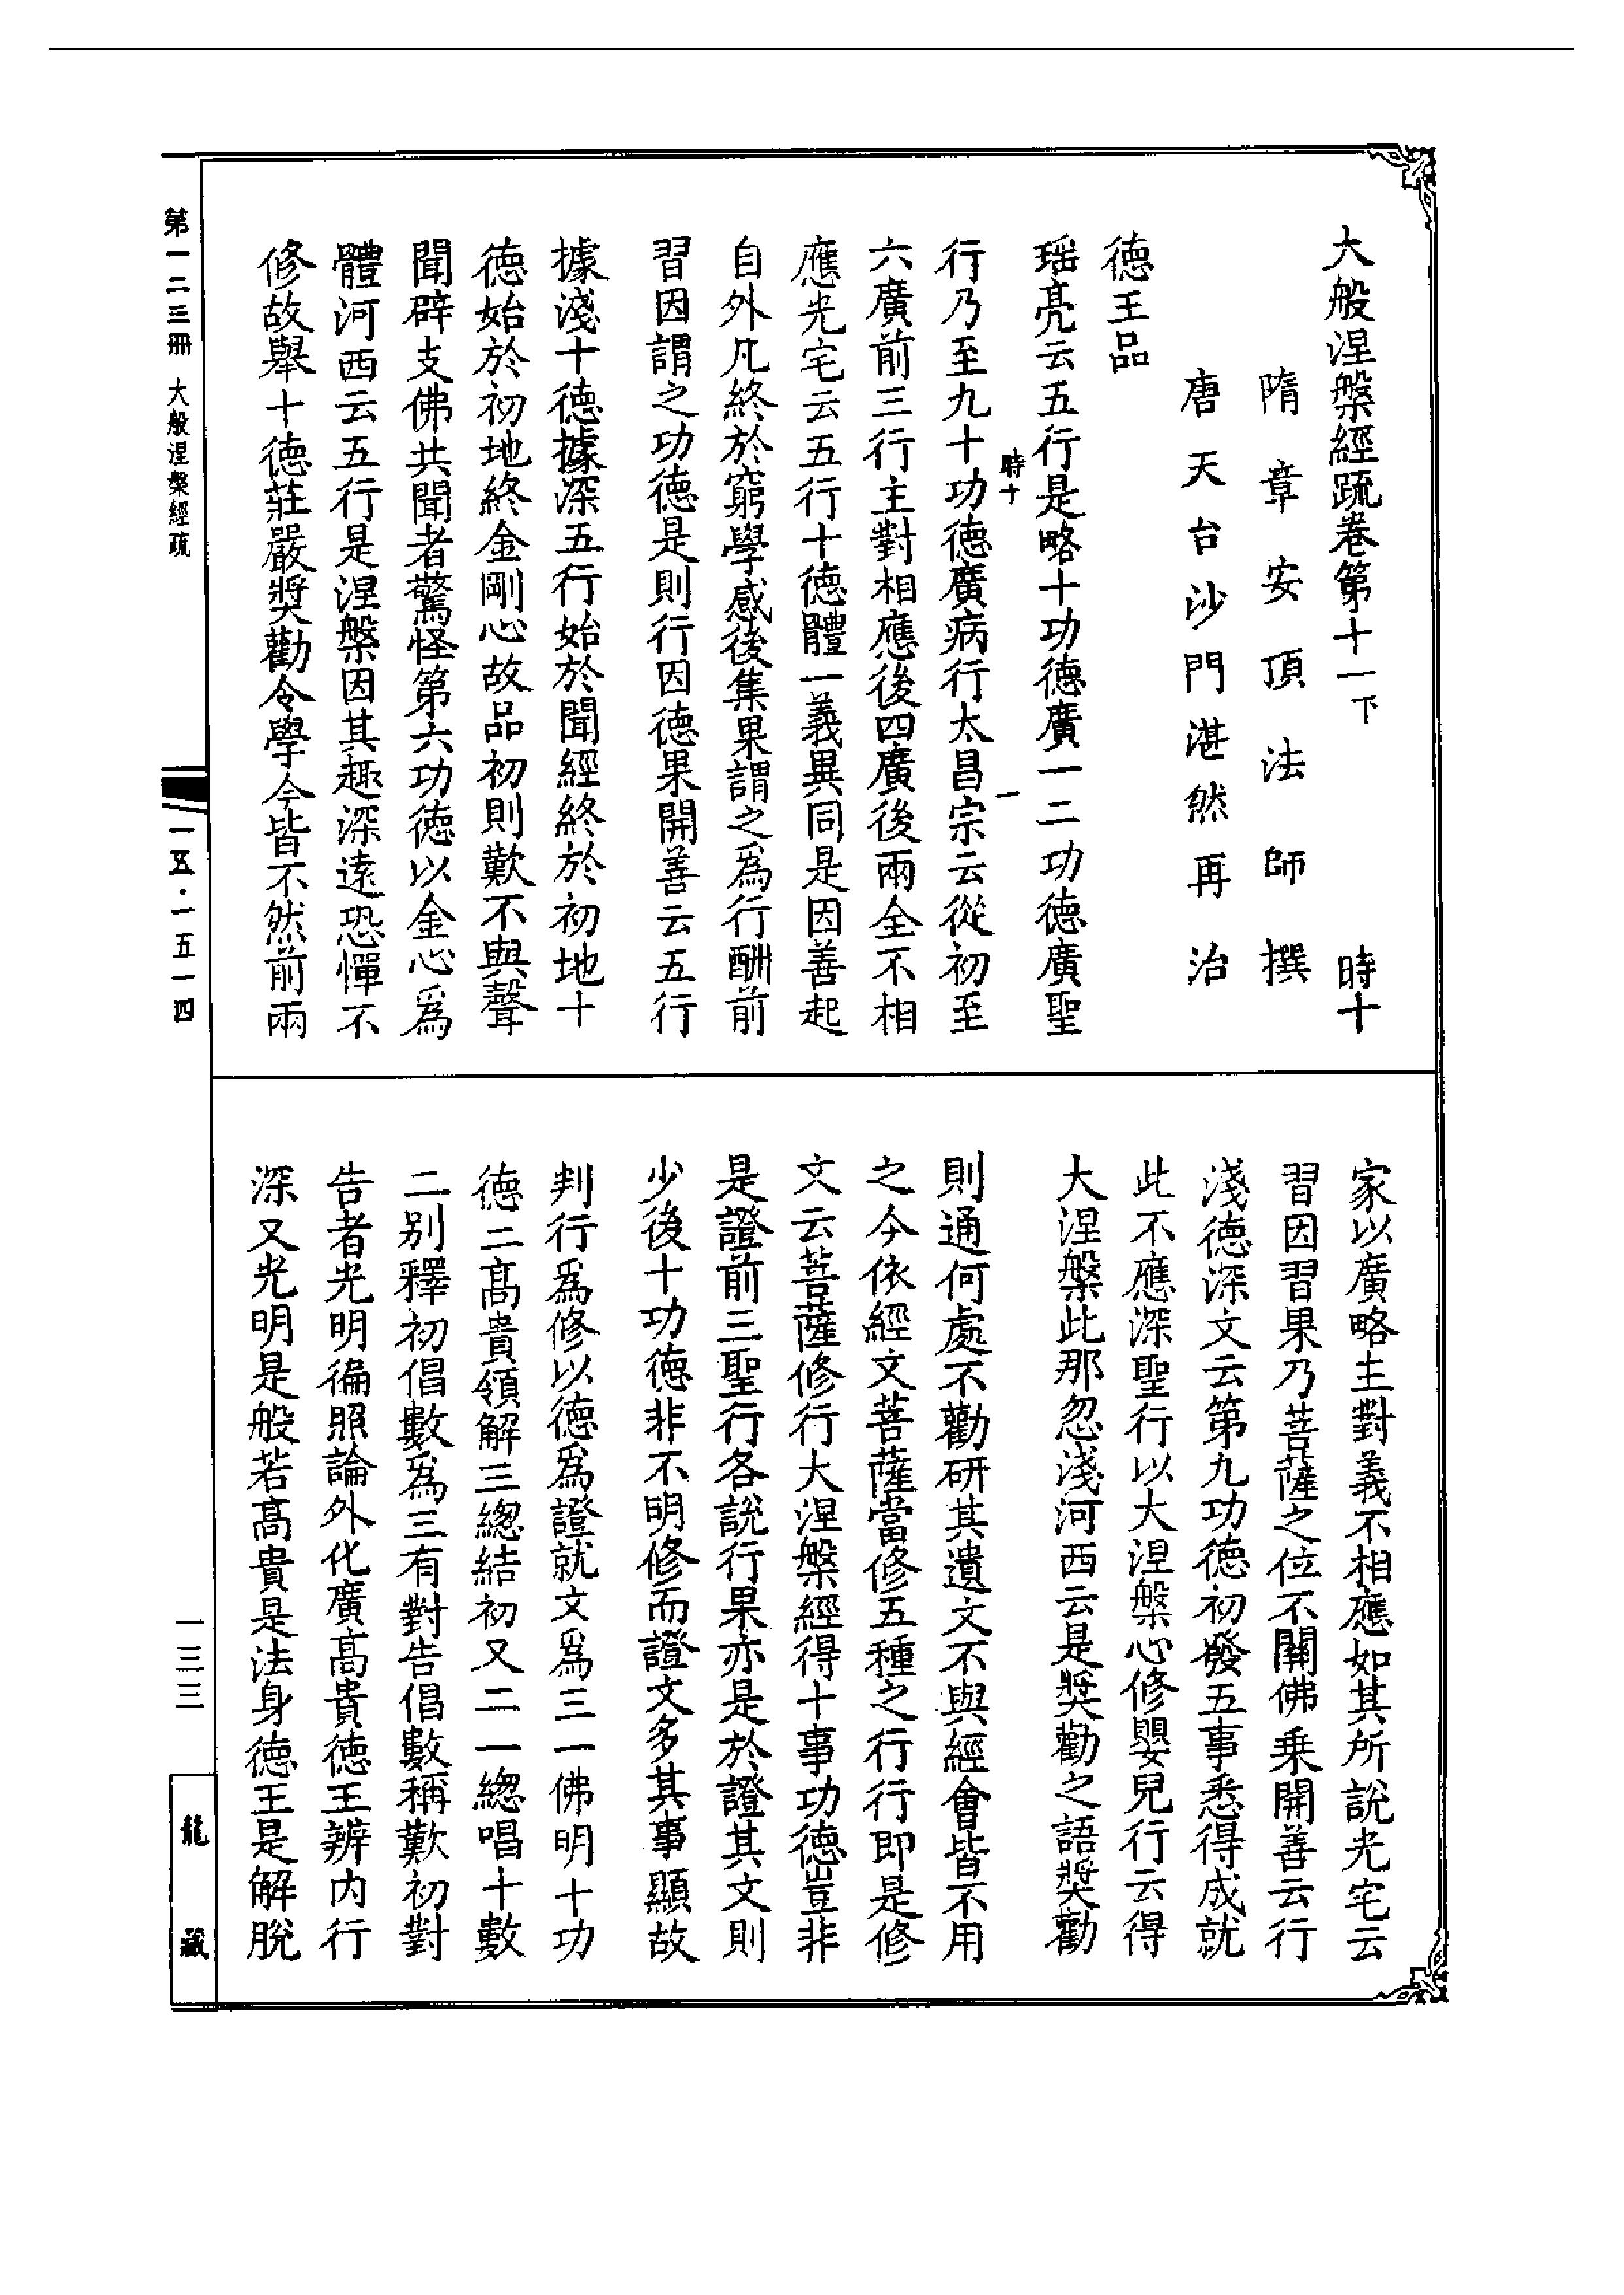 大般涅槃經䟽卷第十一下　時十
隋章安頂法師撰
唐天台沙門湛然再治
德王品
瑶亮云五行是略十功德廣一二功德廣聖
時十　一
行乃至九十功德廣病行太昌宗云從初至
六廣前三行主對相應後四廣後兩全不相
應光宅云五行十德體一義異同是因善起
自外凡終於窮學感後集果謂之爲行酬前
習因謂之功德是則行因德果開善云五行
據淺十德據深五行始於聞經終於初地十
德始於初地終金剛心故品初則歎不與聲
聞辟支佛共聞者驚怪第六功德以金心爲
體河西云五行是涅槃因其趣深遠恐憚不
修故舉十德莊嚴獎勸令學今皆不然前兩
家以廣略主對義不相應如其所說光宅云
習因習果乃菩薩之位不關佛乗開善云行
淺德深文云第九功德初發五事悉得成就
此不應深聖行以大涅槃心修嬰兒行云得
大涅槃此那忽淺河西云是獎勸之語獎勸
則通何處不勸研其遺文不與經會皆不用
之今依經文菩薩當修五種之行行即是修
文云菩薩修行大涅槃經得十事功德豈非
是證前三聖行各說行果亦是於證其文則
少後十功德非不明修而證文多其事顯故
判行爲修以德爲證就文爲三一佛明十功
德二髙貴領解三總結初又二一總唱十數
二别釋初倡數爲三有對告倡數稱歎初對
告者光明徧照論外化廣髙貴德王辨内行
深又光明是般若髙貴是法身德王是解脫
第一二三冊　大般涅槃經疏
一五·一五一四
一三三
龍藏